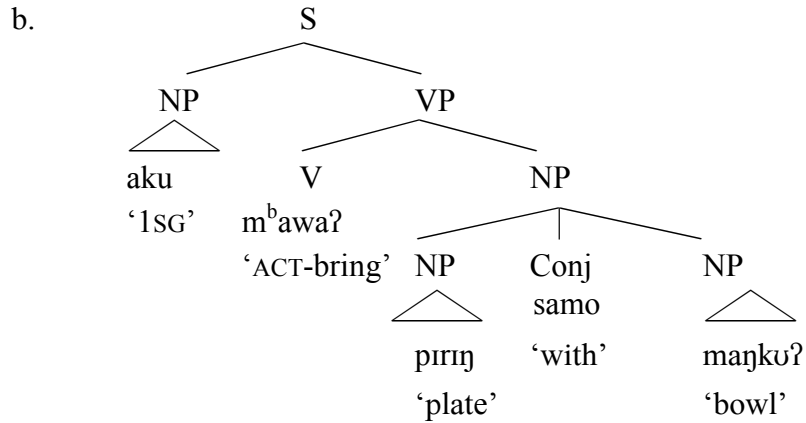 b. S
NP VP
aku V NP
‘1SG’ mᵇawaʔ
‘ACT-bring’ NP Conj NP
samo
pɪrɪŋ ‘with’ maŋkʊʔ
‘plate’ ‘bowl’